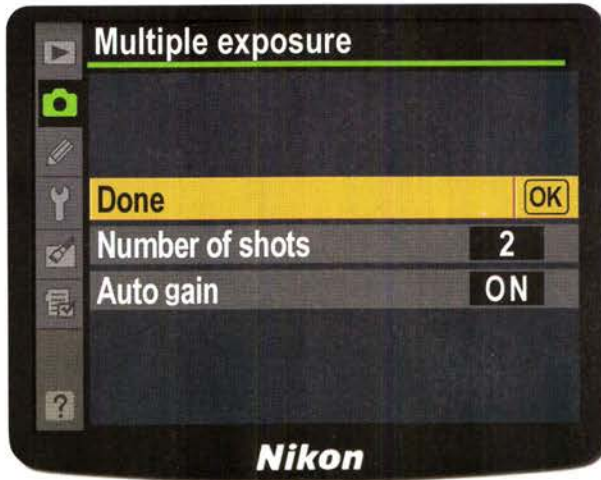 Multiple exposure
Done OK
Number of shots 2
Auto gain ON
?
Nikon